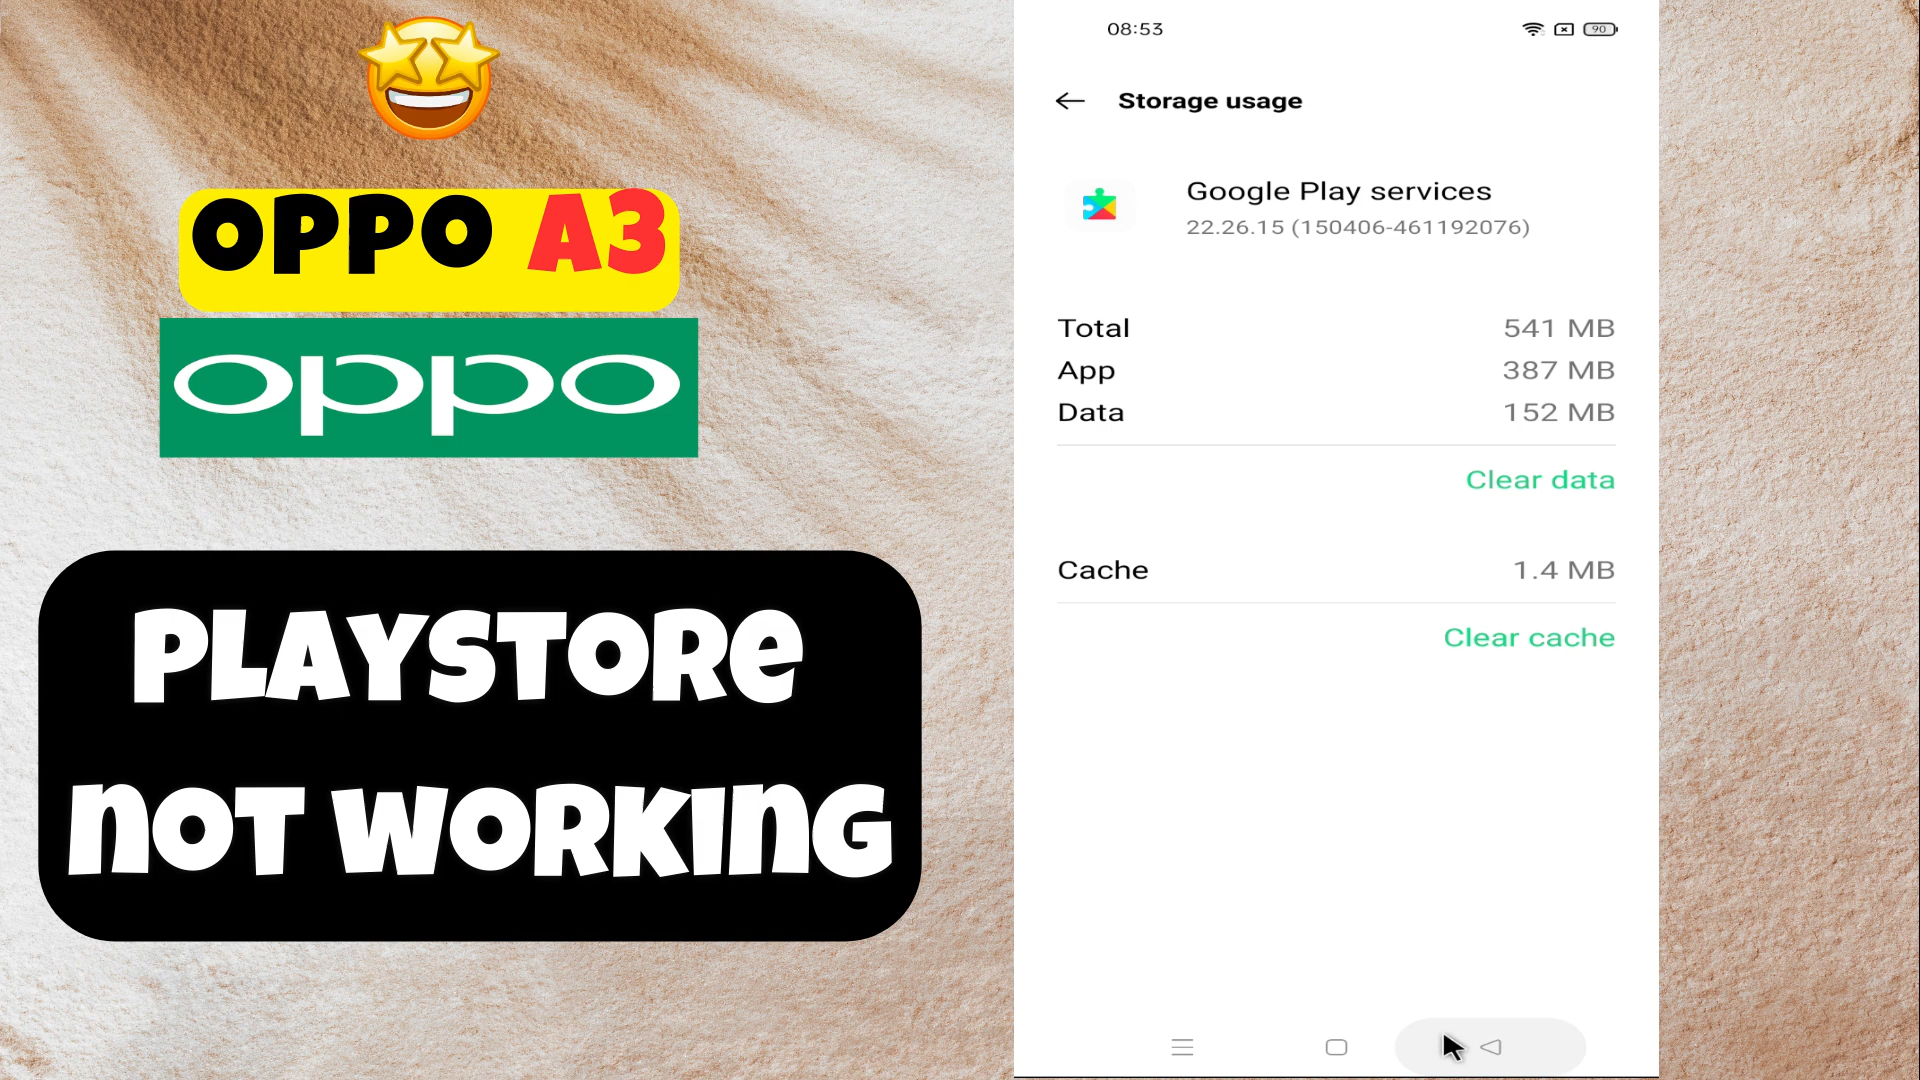 OPPO A3
oppo
PLAYSTORE
NOT WORKING
08:53
90
Storage usage
Google Play services
22.26.15 (150406-461192076)
Total 541 MB
App 387 MB
Data 152 MB
Clear data
Cache 1.4 MB
Clear cache